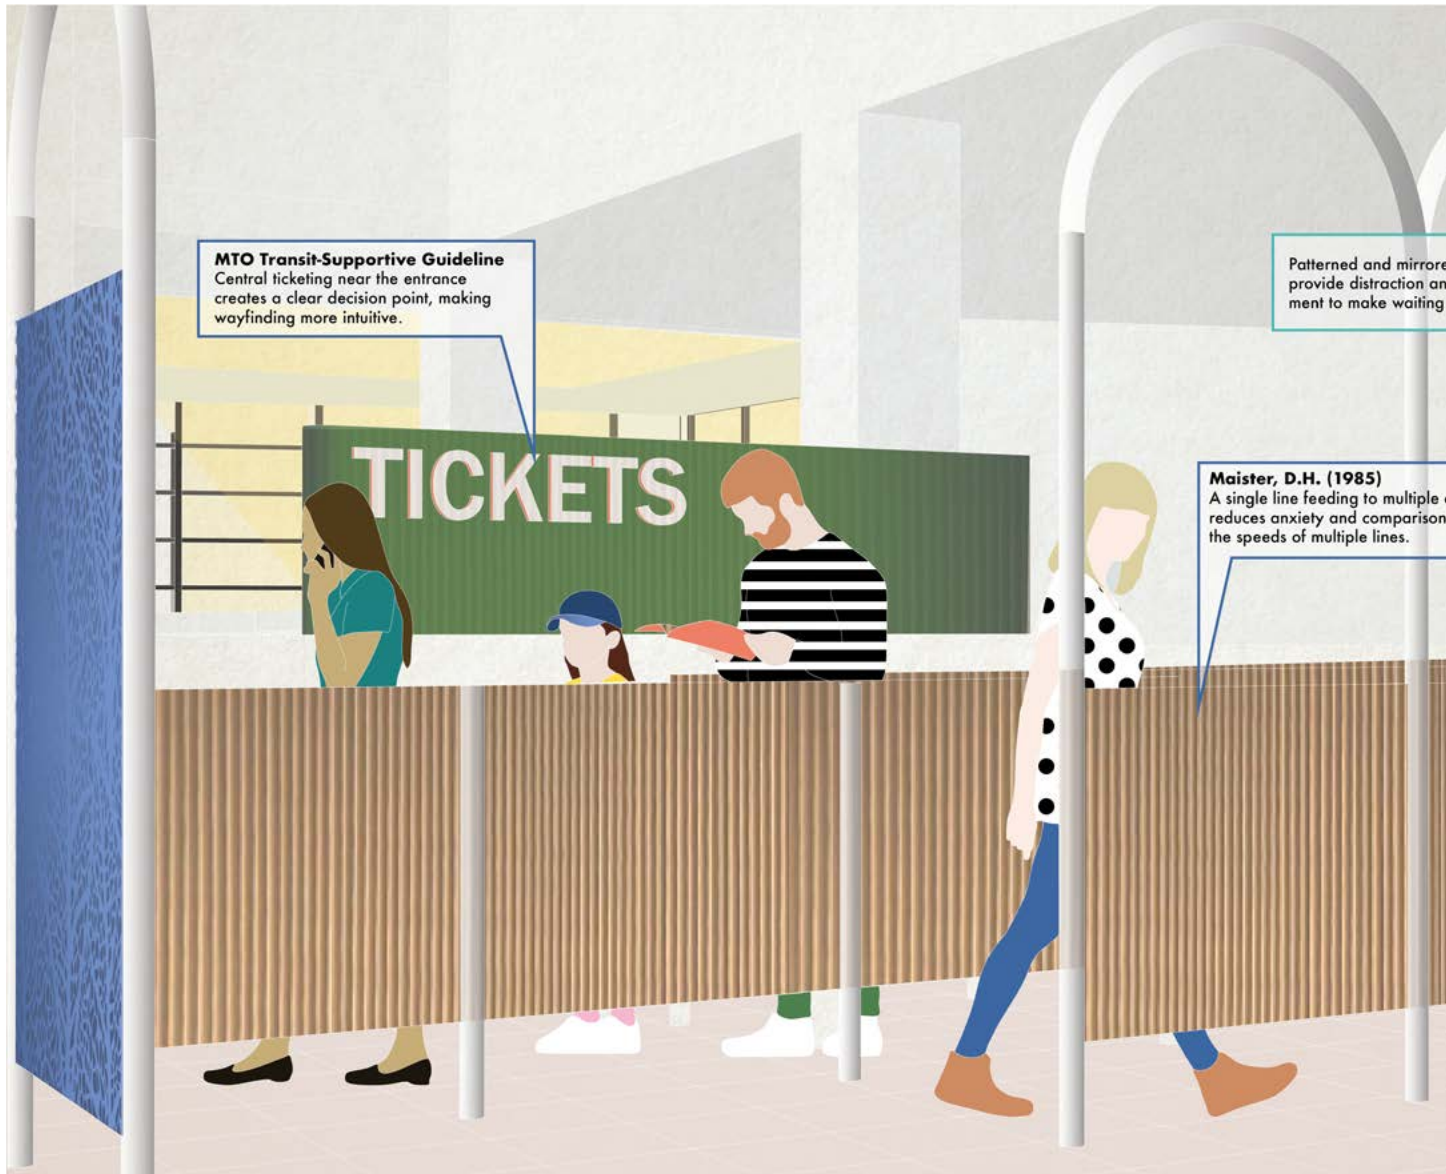 MTO Transit-Supportive Guideline
Central ticketing near the entrance
creates a clear decision point, making
wayfinding more intuitive.
Patterned and mirrore
provide distraction an
ment to make waiting
TICKETS
Maister, D.H. (1985)
A single line feeding to multiple
reduces anxiety and comparison
the speeds of multiple lines.